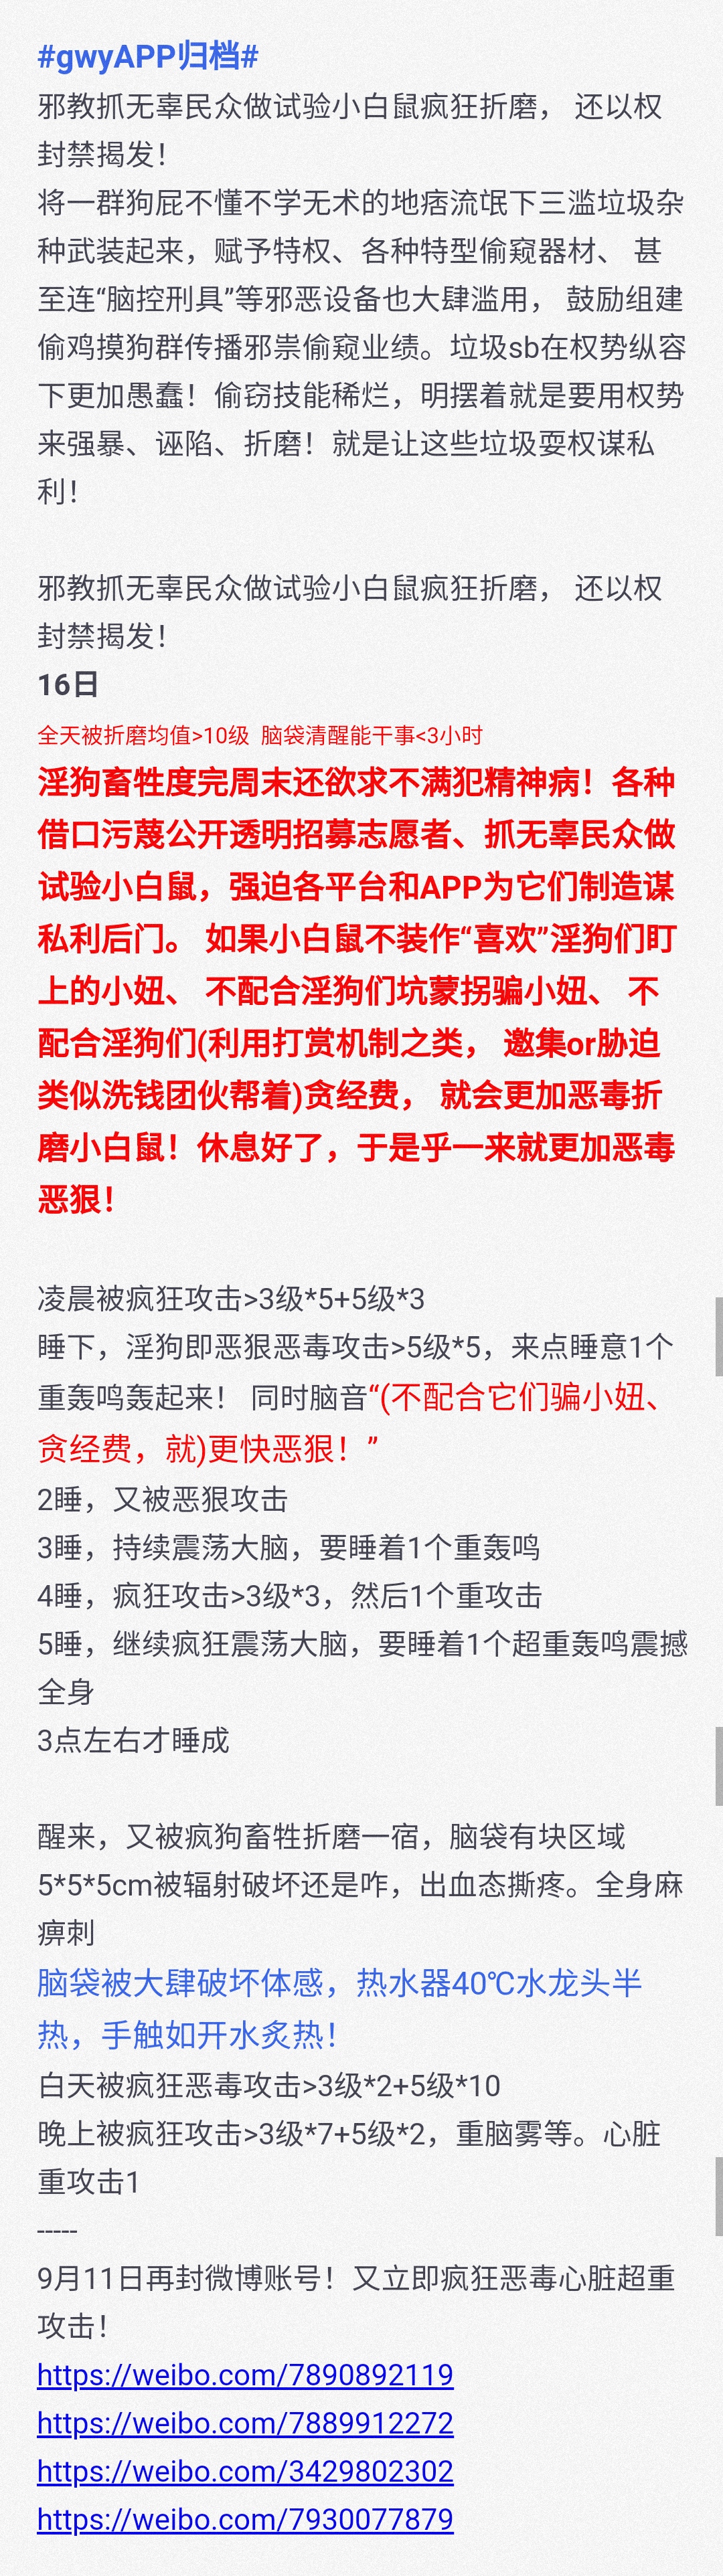 #gwyAPP归档#
邪教抓无辜民众做试验小白鼠疯狂折磨， 还以权
封禁揭发！
将一群狗屁不懂不学无术的地痞流氓下三滥垃圾杂
种武装起来，赋予特权、各种特型偷窥器材、 甚
至连“脑控刑具”等邪恶设备也大肆滥用， 鼓励组建
偷鸡摸狗群传播邪祟偷窥业绩。垃圾sb在权势纵容
下更加愚蠢！偷窃技能稀烂，明摆着就是要用权势
来强暴、诬陷、折磨！就是让这些垃圾耍权谋私
利！
邪教抓无辜民众做试验小白鼠疯狂折磨， 还以权
封禁揭发！
16日
全天被折磨均值>10级 脑袋清醒能干事<3小时
淫狗畜牲度完周末还欲求不满犯精神病！各种
借口污蔑公开透明招募志愿者、抓无辜民众做
试验小白鼠，强迫各平台和APP为它们制造谋
私利后门。 如果小白鼠不装作“喜欢”淫狗们盯
上的小妞、 不配合淫狗们坑蒙拐骗小妞、 不
配合淫狗们(利用打赏机制之类， 邀集or胁迫
类似洗钱团伙帮着)贪经费， 就会更加恶毒折
磨小白鼠！休息好了，于是乎一来就更加恶毒
恶狠！
凌晨被疯狂攻击>3级*5+5级*3
睡下，淫狗即恶狠恶毒攻击>5级*5，来点睡意1个
重轰鸣轰起来！ 同时脑音“(不配合它们骗小妞、
贪经费，就)更快恶狠！”
2睡，又被恶狠攻击
3睡，持续震荡大脑，要睡着1个重轰鸣
4睡，疯狂攻击>3级*3，然后1个重攻击
5睡，继续疯狂震荡大脑，要睡着1个超重轰鸣震撼
全身
3点左右才睡成
醒来，又被疯狗畜牲折磨一宿，脑袋有块区域
5*5*5cm被辐射破坏还是咋，出血态撕疼。全身麻
痹刺
脑袋被大肆破坏体感，热水器40℃水龙头半
热，手触如开水炙热！
白天被疯狂恶毒攻击>3级*2+5级*10
晚上被疯狂攻击>3级*7+5级*2，重脑雾等。心脏
重攻击1
-----
9月11日再封微博账号！又立即疯狂恶毒心脏超重
攻击！
https://weibo.com/7890892119
https://weibo.com/7889912272
https://weibo.com/3429802302
https://weibo.com/7930077879